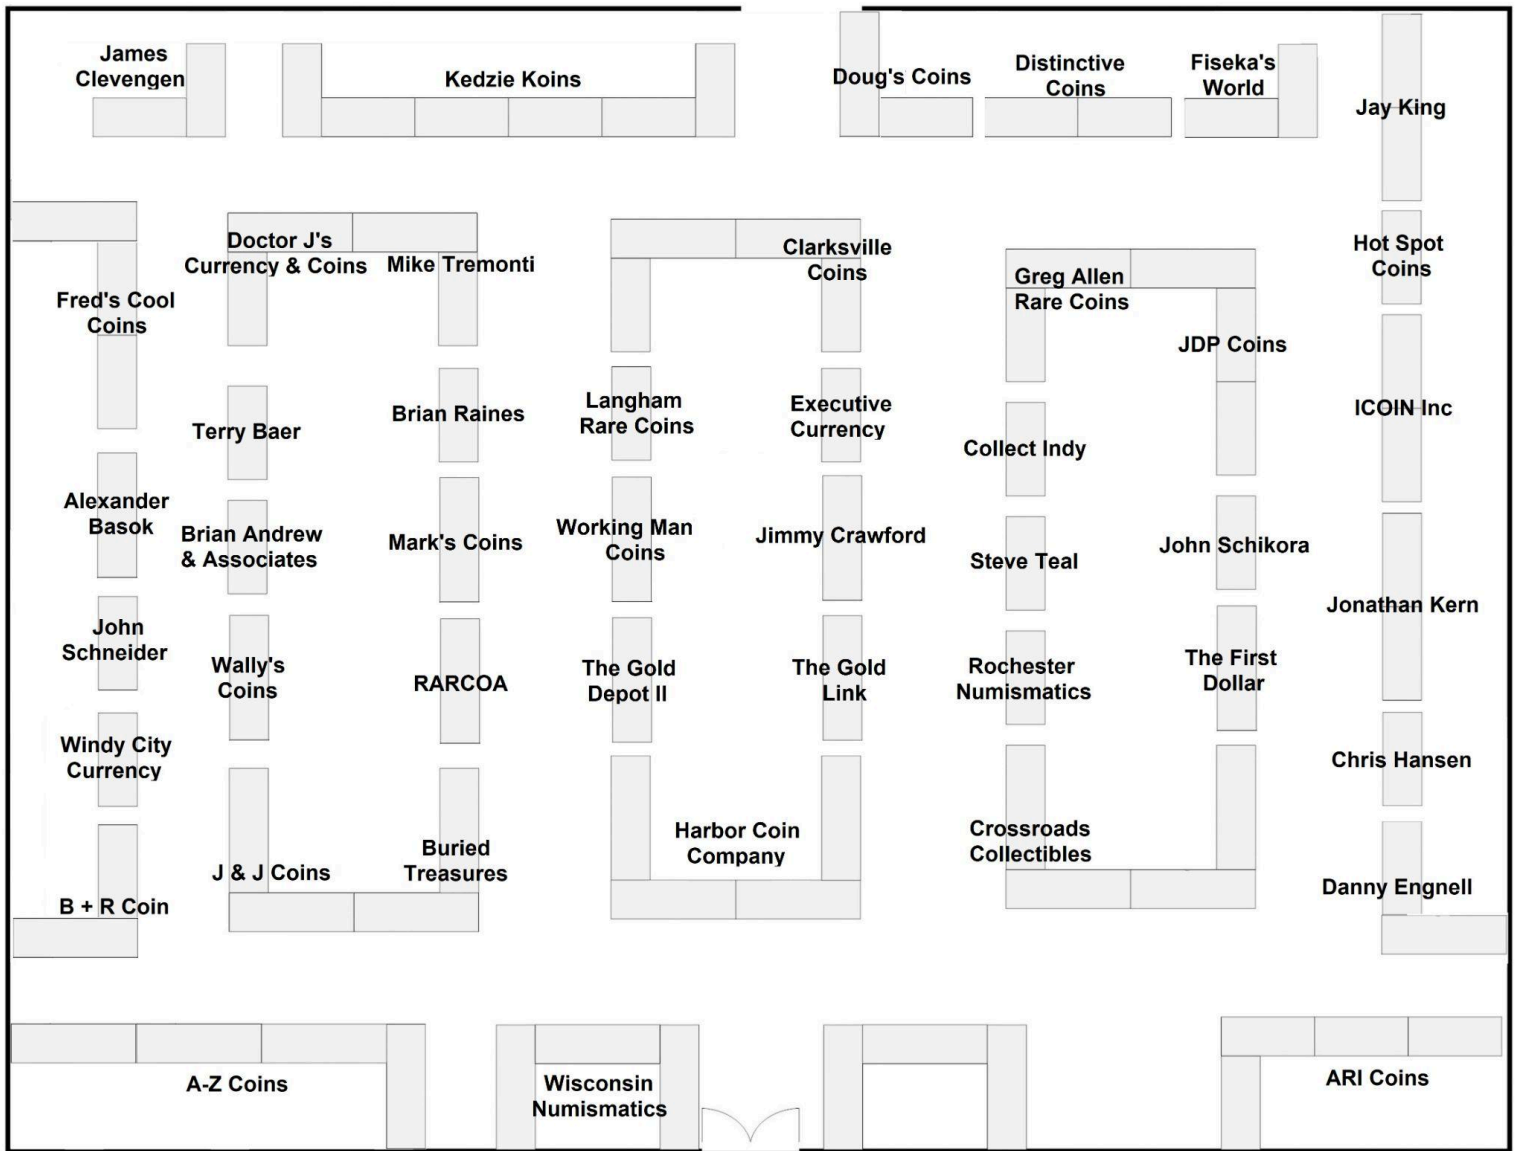 James
Clevengen
Kedzie Koins
Doug's Coins
Distinctive
Coins
Fiseka's
World
Jay King
Fred's Cool
Coins
Doctor J's
Currency & Coins
Mike Tremonti
Clarksville
Coins
Greg Allen
Rare Coins
JDP Coins
Hot Spot
Coins
Terry Baer
Brian Raines
Langham
Rare Coins
Executive
Currency
Collect Indy
ICOIN Inc
Alexander
Basok
Brian Andrew
& Associates
Mark's Coins
Working Man
Coins
Jimmy Crawford
Steve Teal
John Schikora
Jonathan Kern
John
Schneider
Wally's
Coins
RARCOA
The Gold
Depot II
The Gold
Link
Rochester
Numismatics
The First
Dollar
Windy City
Currency
Chris Hansen
B + R Coin
J & J Coins
Buried
Treasures
Harbor Coin
Company
Crossroads
Collectibles
Danny Engnell
A-Z Coins
Wisconsin
Numismatics
ARI Coins